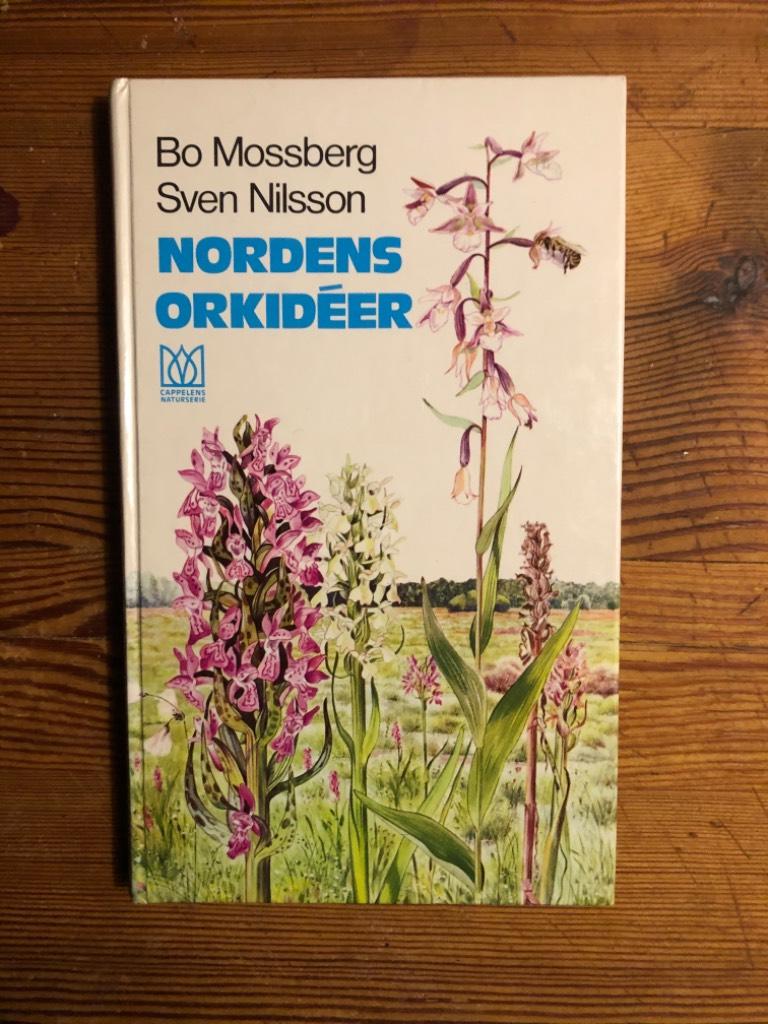 Bo Mossberg
Sven Nilsson
NORDENS
ORKIDÉER
CAPPELENS
NATURSERIE